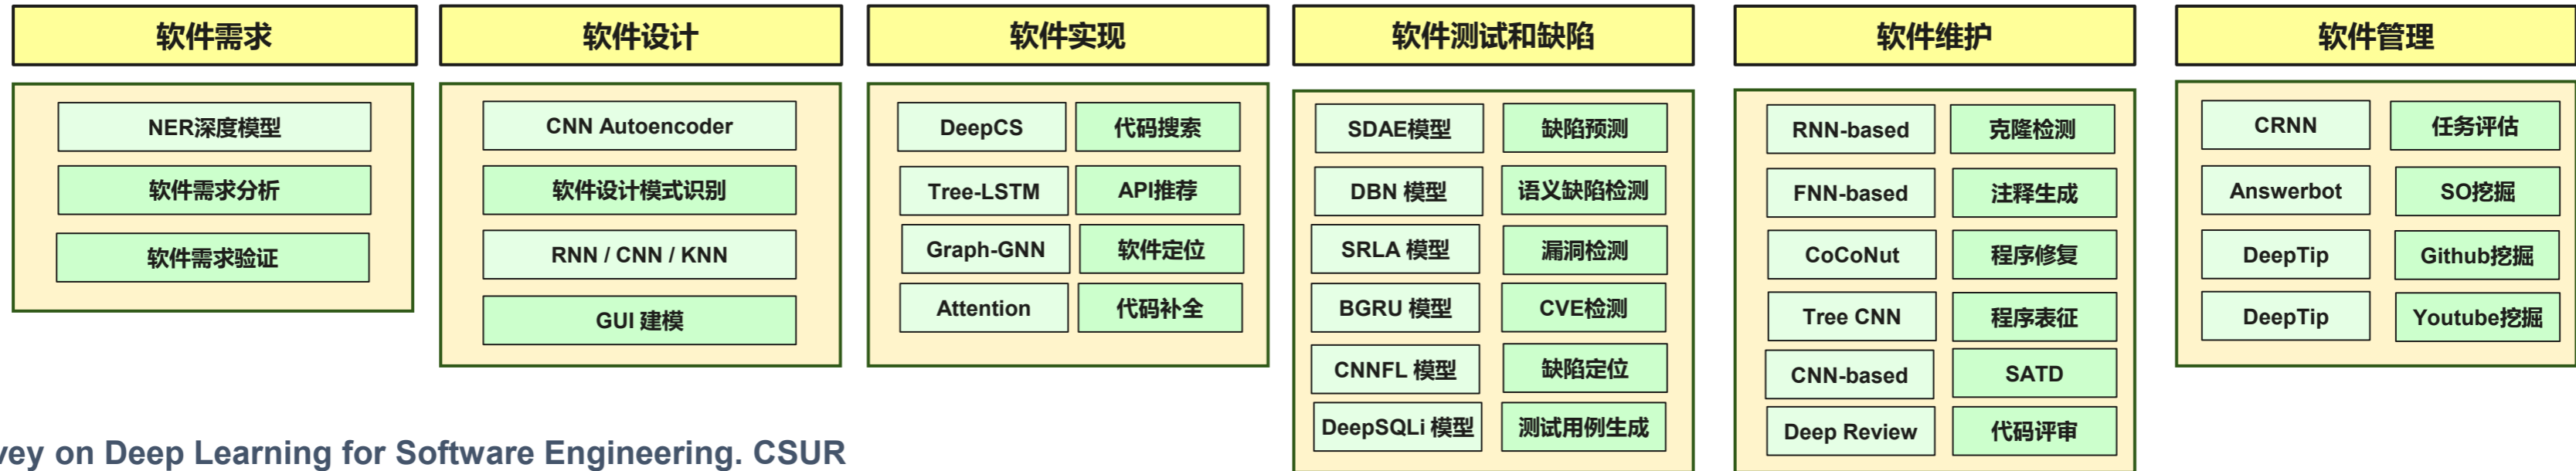 软件需求
NER深度模型
软件需求分析
软件需求验证
软件设计
CNN Autoencoder
软件设计模式识别
RNN / CNN / KNN
GUI 建模
软件实现
DeepCS 代码搜索
Tree-LSTM API推荐
Graph-GNN 软件定位
Attention 代码补全
软件测试和缺陷
SDAE模型 缺陷预测
DBN 模型 语义缺陷检测
SRLA 模型 漏洞检测
BGRU 模型 CVE检测
CNNFL 模型 缺陷定位
DeepSQLi 模型 测试用例生成
软件维护
RNN-based 克隆检测
FNN-based 注释生成
CoCoNut 程序修复
Tree CNN 程序表征
CNN-based SATD
Deep Review 代码评审
软件管理
CRNN 任务评估
Answerbot SO挖掘
DeepTip Github挖掘
DeepTip Youtube挖掘
vey on Deep Learning for Software Engineering. CSUR